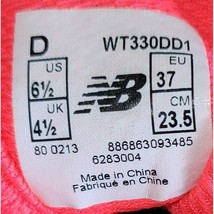 D WT330DD1
US 6½ EU 37
UK 4½ CM 23.5
80 0213 886863093485
6283004
Made in China
Fabriqué en Chine